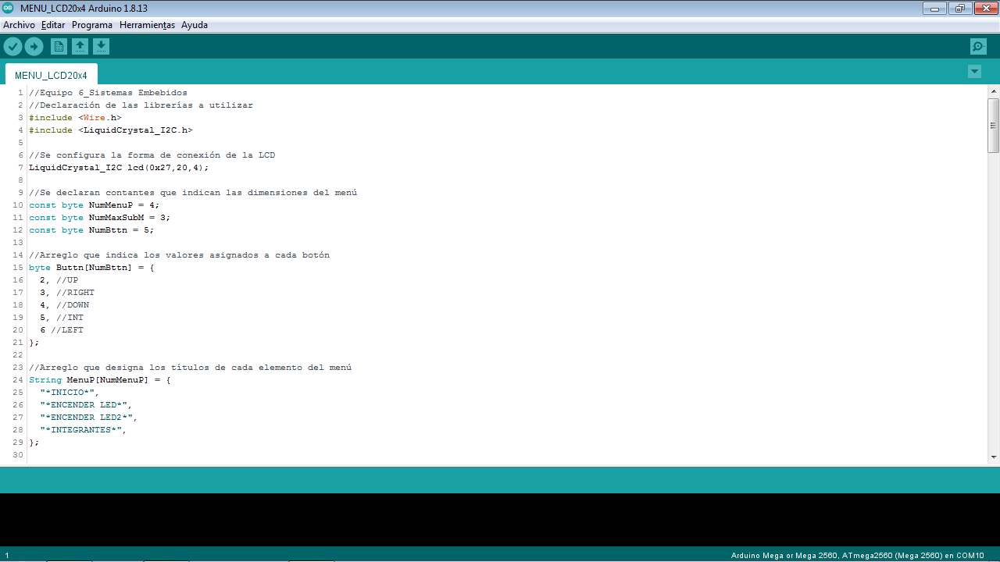 MENU_LCD20x4 Arduino 1.8.13
Archivo Editar Programa Herramientas Ayuda
MENU_LCD20x4
1 //Equipo 6_Sistemas Embebidos
2 //Declaración de las librerías a utilizar
3 #include <Wire.h>
4 #include <LiquidCrystal_I2C.h>
5
6 //Se configura la forma de conexión de la LCD
7 LiquidCrystal_I2C lcd(0x27,20,4);
8
9 //Se declaran contantes que indican las dimensiones del menú
10 const byte NumMenuP = 4;
11 const byte NumMaxSubM = 3;
12 const byte NumBttn = 5;
13
14 //Arreglo que indica los valores asignados a cada botón
15 byte Buttn[NumBttn] = {
16   2, //UP
17   3, //RIGHT
18   4, //DOWN
19   5, //INT
20   6 //LEFT
21 };
22
23 //Arreglo que designa los títulos de cada elemento del menú
24 String MenuP[NumMenuP] = {
25   "*INICIO*",
26   "*ENCENDER LED*",
27   "*ENCENDER LED2*",
28   "*INTEGRANTES*",
29 };
30
1 Arduino Mega or Mega 2560, ATmega2560 (Mega 2560) en COM10